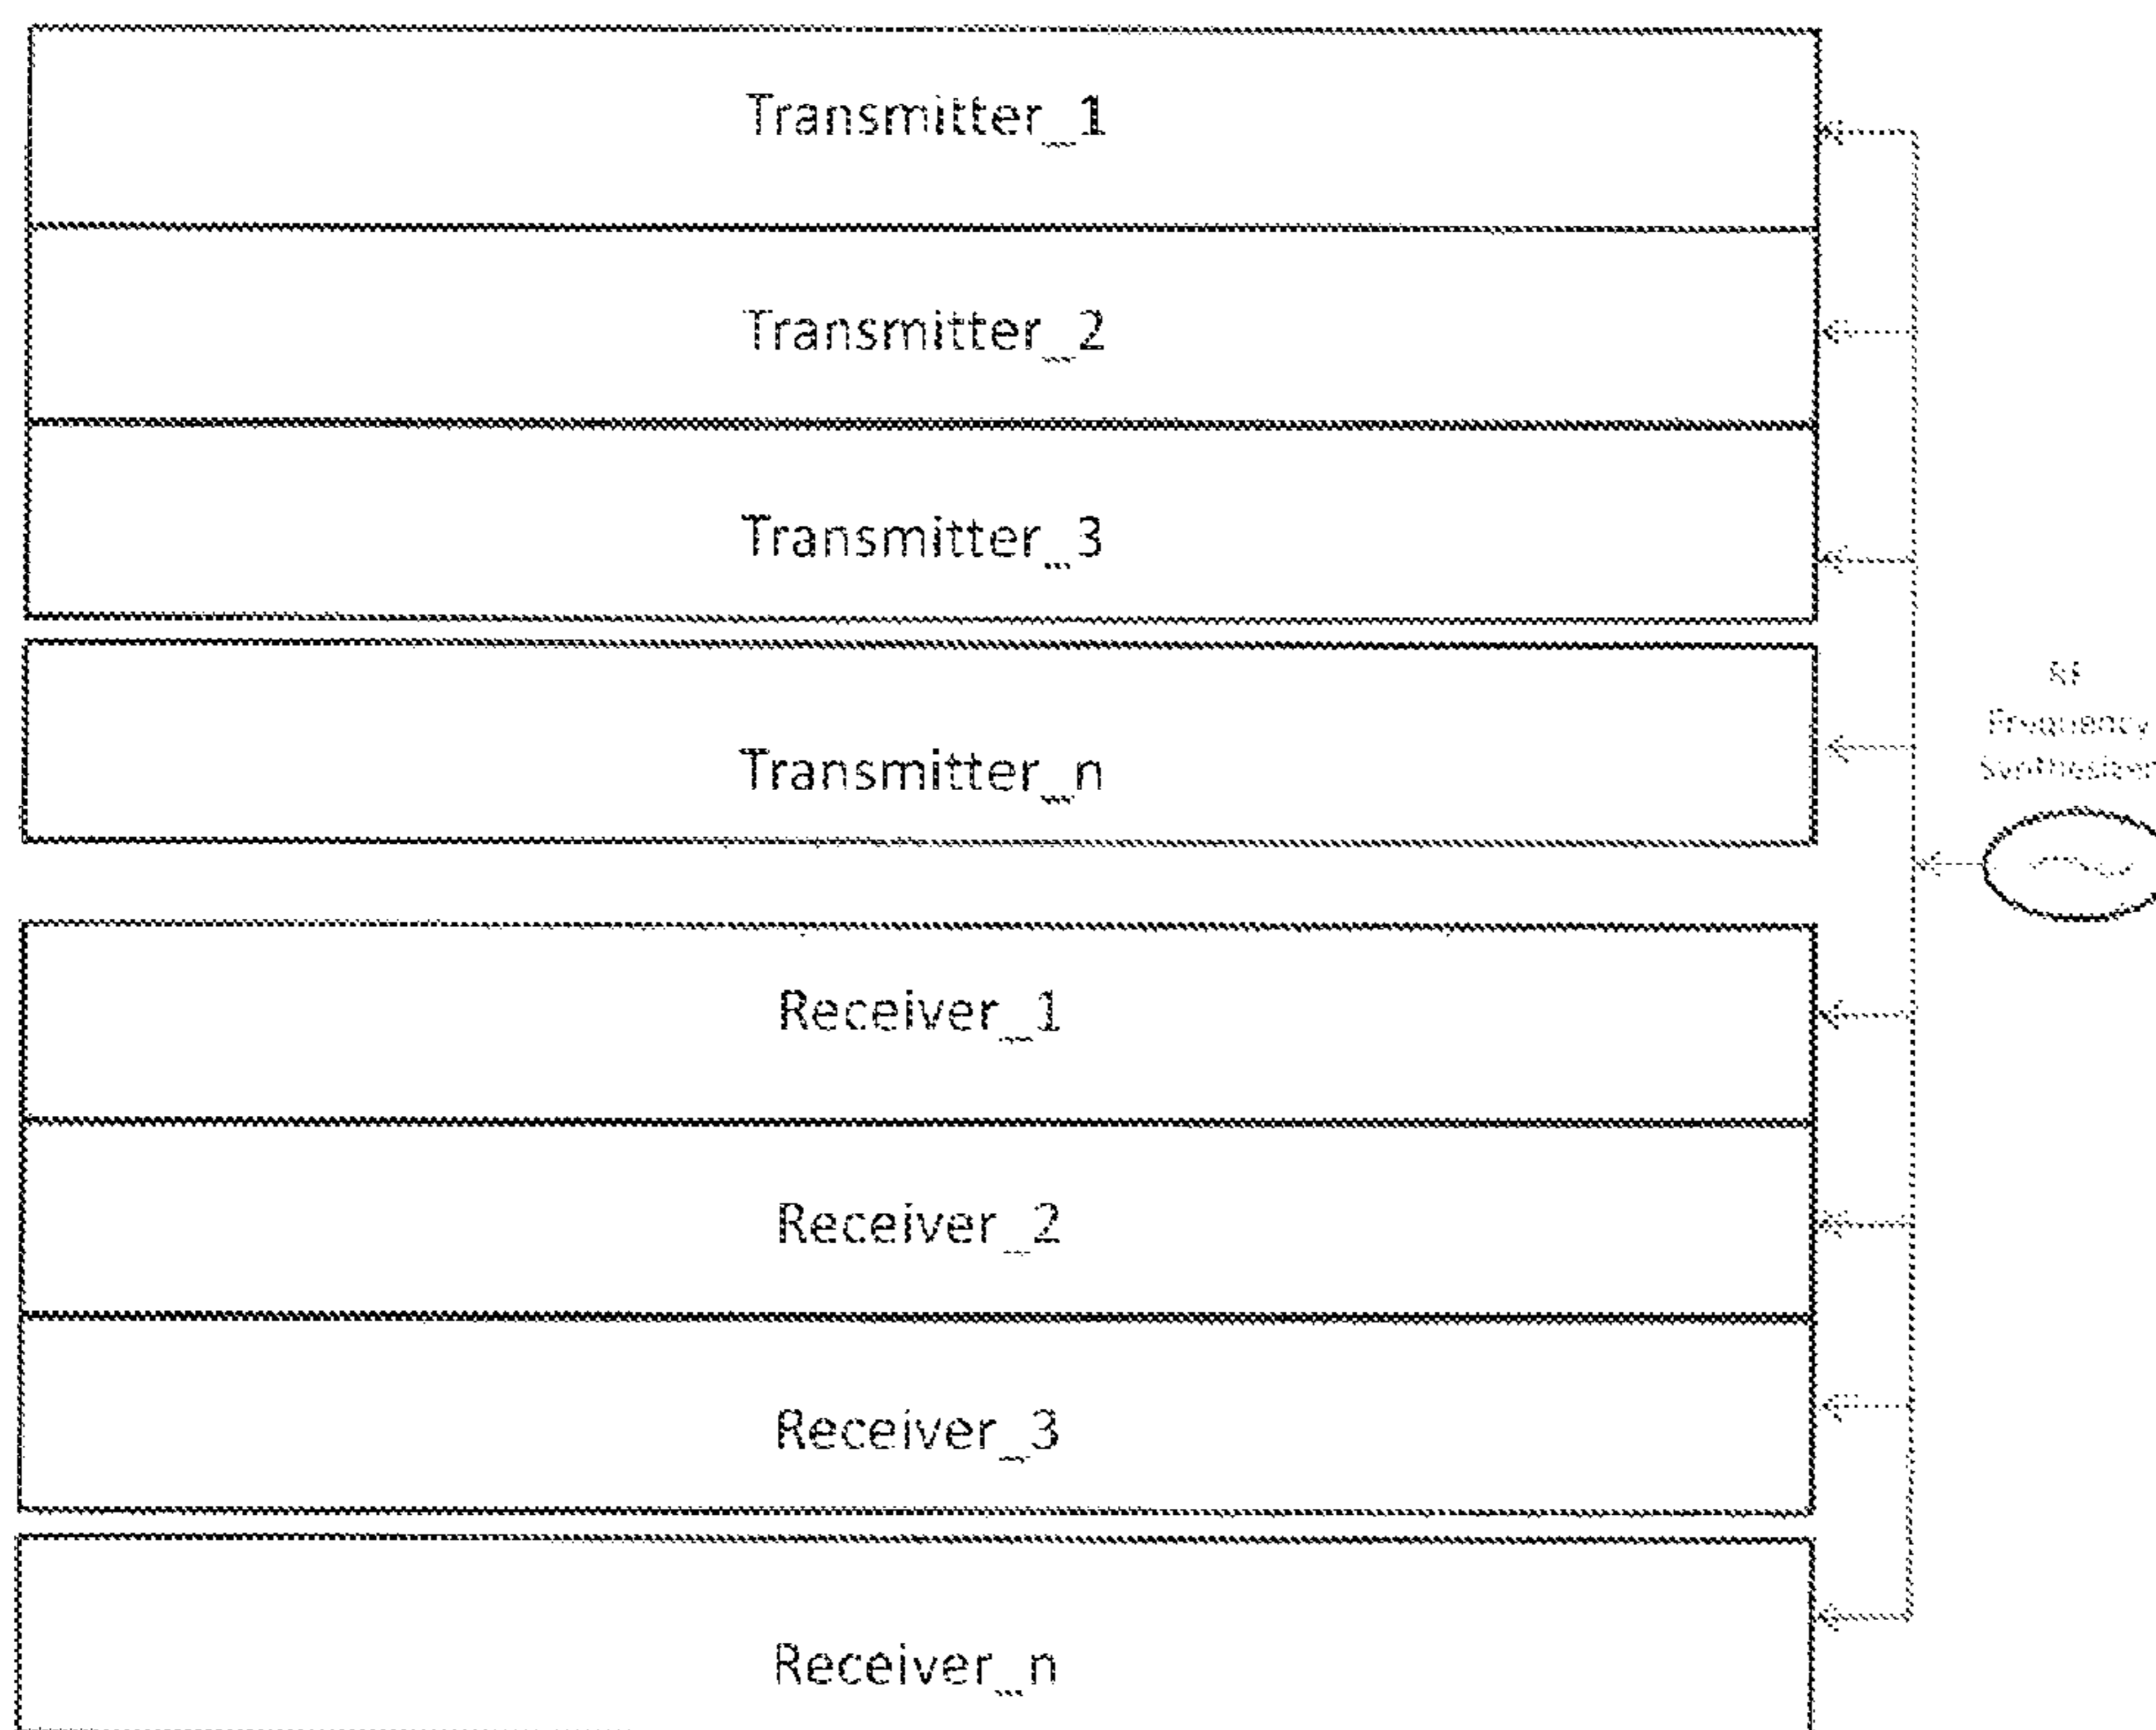 Transmitter_1
Transmitter_2
Transmitter_3
Transmitter_n
RF
Frequency
Synthesizer
Receiver_1
Receiver_2
Receiver_3
Receiver_n